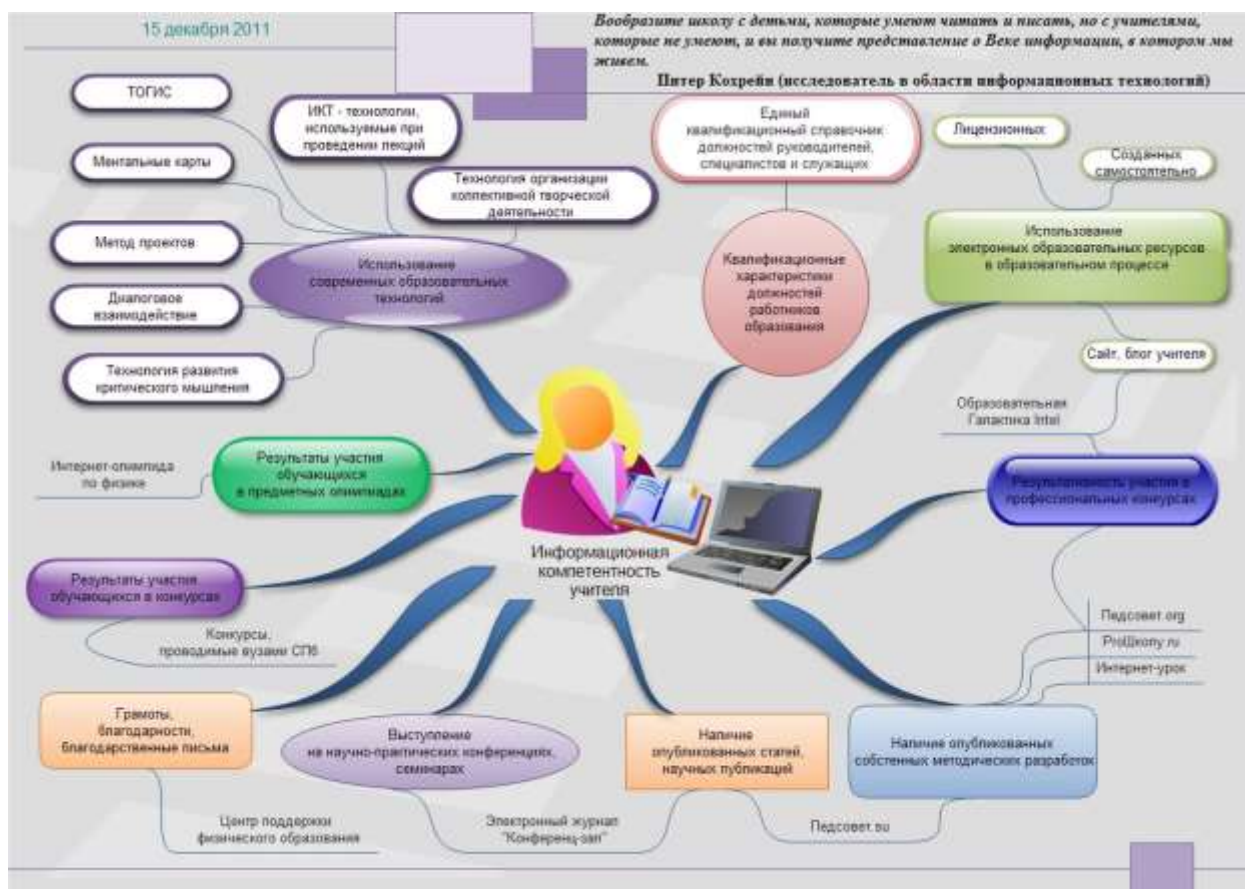 15 декабря 2011
Вообразите школу с детьми, которые умеют читать и писать, но с учителями,
которые не умеют, и вы получите представление о Веке информации, в котором мы
живем.
Питер Кохрейн (исследователь в области информационных технологий)
ТОГИС
ИКТ - технологии,
используемые при
проведении лекций
Ментальные карты
Технология организации
коллективной творческой
деятельности
Метод проектов
Использование
современных образовательных
технологий
Диалоговое
взаимодействие
Технология развития
критического мышления
Единый
квалификационный справочник
должностей руководителей,
специалистов и служащих
Квалификационные
характеристики
должностей
работников
образования
Лицензионных
Созданных
самостоятельно
Использование
электронных образовательных ресурсов
в образовательном процессе
Сайт, блог учителя
Образовательная
Галактика Intel
Результативность участия в
профессиональных конкурсах
Результаты участия
обучающихся
в предметных олимпиадах
Интернет-олимпида
по физике
Информационная
компетентность
учителя
Результаты участия
обучающихся в конкурсах
Конкурсы,
проводимые вузами СПб
Педсовет.org
ProШколу.ru
Интернет-урок
Грамоты,
благодарности,
благодарственные письма
Выступление
на научно-практических конференциях,
семинарах
Наличие
опубликованных статей,
научных публикаций
Наличие опубликованных
собстенных методических разработок
Центр поддержки
физического образования
Электронный журнал
"Конференц-зал"
Педсовет.su